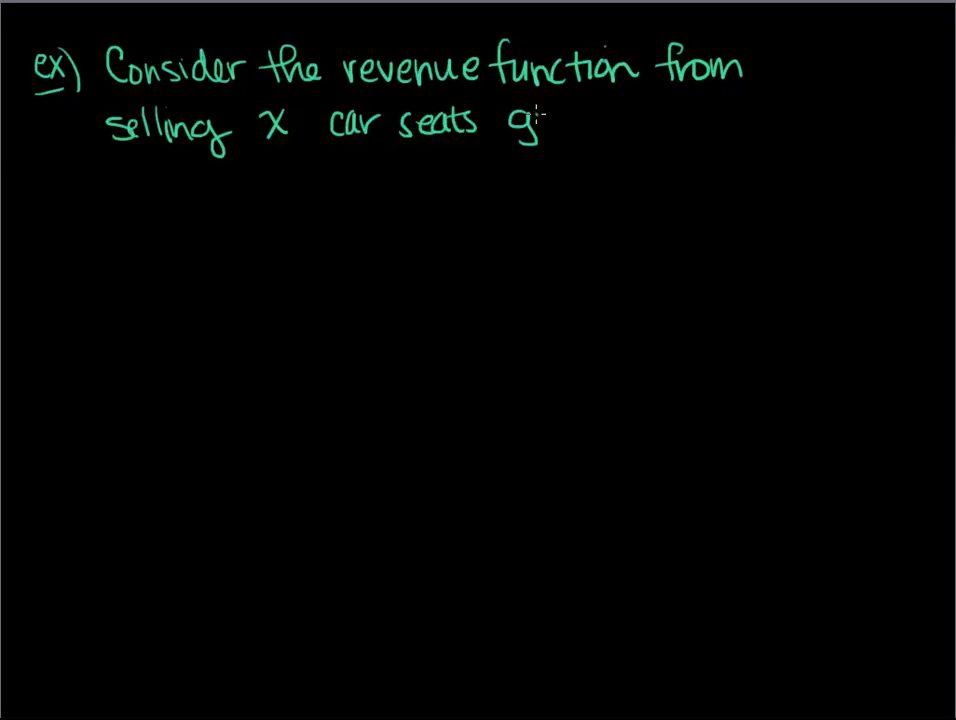 ex) Consider the revenue function from
selling x car seats g